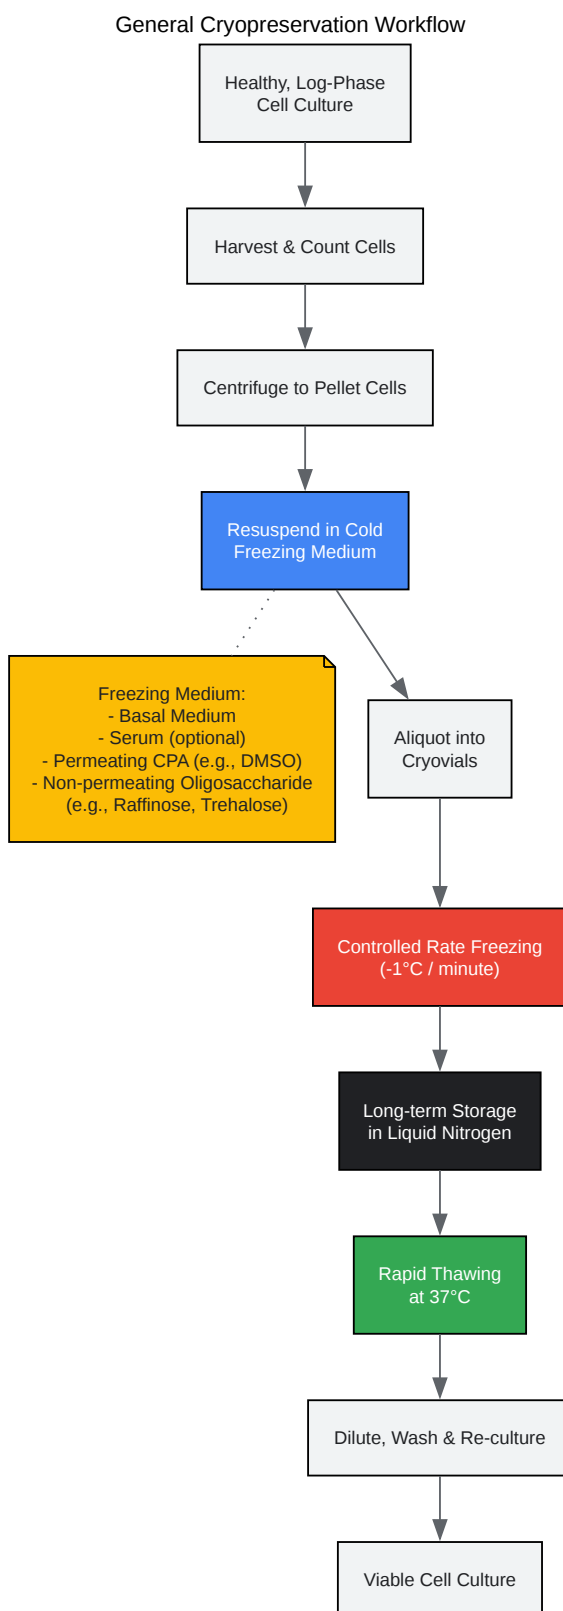 General Cryopreservation Workflow
Healthy, Log-Phase
Cell Culture
Harvest & Count Cells
Centrifuge to Pellet Cells
Resuspend in Cold
Freezing Medium
Freezing Medium:
- Basal Medium
- Serum (optional)
- Permeating CPA (e.g., DMSO)
- Non-permeating Oligosaccharide
(e.g., Raffinose, Trehalose)
Aliquot into
Cryovials
Controlled Rate Freezing
(-1°C / minute)
Long-term Storage
in Liquid Nitrogen
Rapid Thawing
at 37°C
Dilute, Wash & Re-culture
Viable Cell Culture